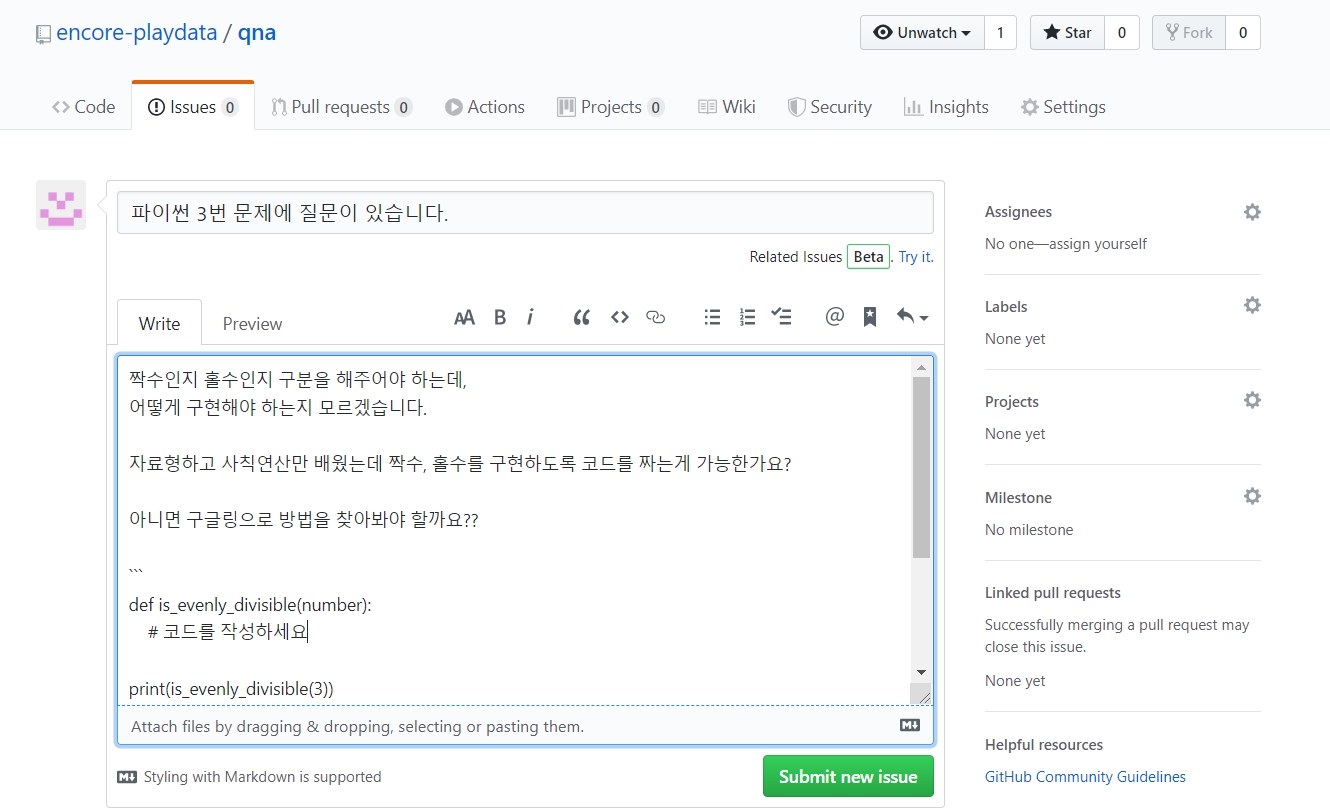 encore-playdata / qna
Unwatch 1 Star 0 Fork 0
Code Issues 0 Pull requests 0 Actions Projects 0 Wiki Security Insights Settings
파이썬 3번 문제에 질문이 있습니다.
Related Issues Beta . Try it.
Write Preview AA B i
짝수인지 홀수인지 구분을 해주어야 하는데,
어떻게 구현해야 하는지 모르겠습니다.
자료형하고 사칙연산만 배웠는데 짝수, 홀수를 구현하도록 코드를 짜는게 가능한가요?
아니면 구글링으로 방법을 찾아봐야 할까요??
```
def is_evenly_divisible(number):
# 코드를 작성하세요
print(is_evenly_divisible(3))
Attach files by dragging & dropping, selecting or pasting them.
Styling with Markdown is supported
Submit new issue
Assignees
No one—assign yourself
Labels
None yet
Projects
None yet
Milestone
No milestone
Linked pull requests
Successfully merging a pull request may
close this issue.
None yet
Helpful resources
GitHub Community Guidelines